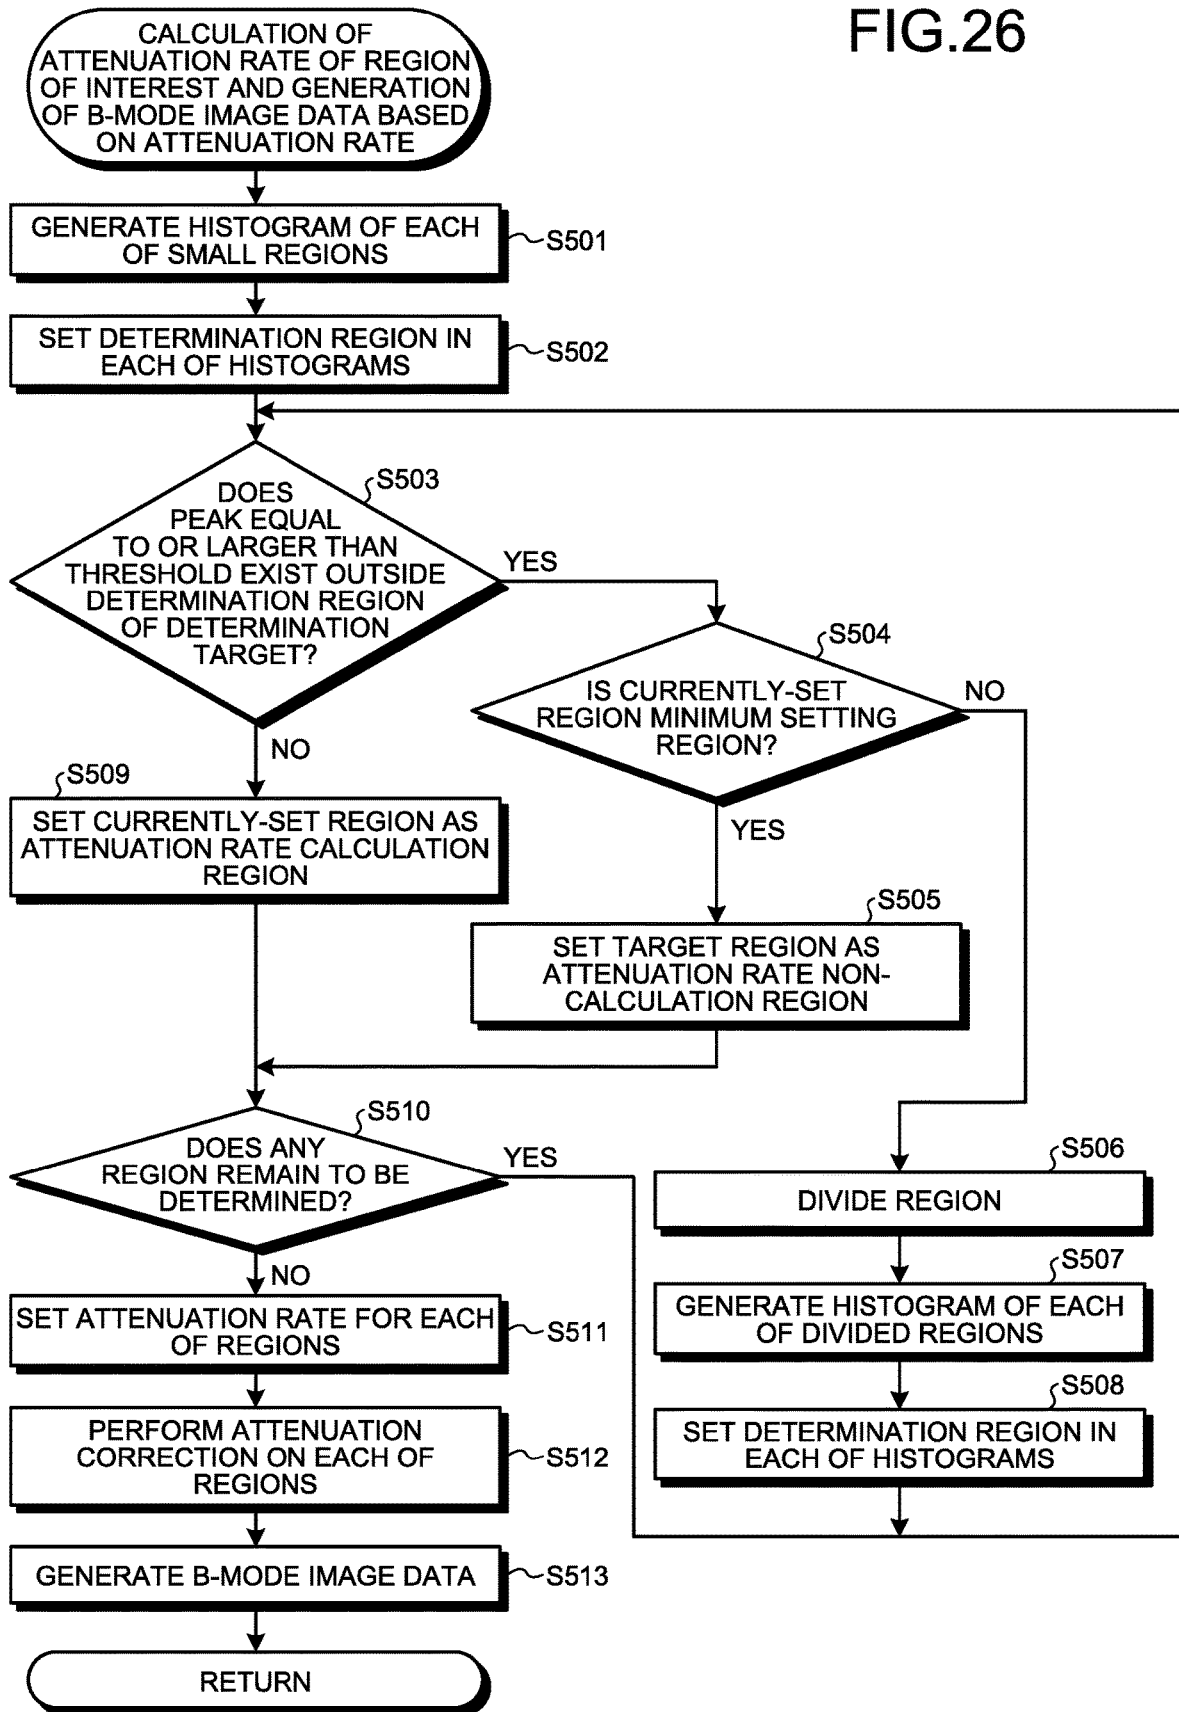 FIG.26
CALCULATION OF
ATTENUATION RATE OF REGION
OF INTEREST AND GENERATION
OF B-MODE IMAGE DATA BASED
ON ATTENUATION RATE
GENERATE HISTOGRAM OF EACH
OF SMALL REGIONS
S501
SET DETERMINATION REGION IN
EACH OF HISTOGRAMS
S502
S503
DOES
PEAK EQUAL
TO OR LARGER THAN
THRESHOLD EXIST OUTSIDE
DETERMINATION REGION
OF DETERMINATION
TARGET?
YES
NO
S504
IS CURRENTLY-SET
REGION MINIMUM SETTING
REGION?
NO
YES
S509
SET CURRENTLY-SET REGION AS
ATTENUATION RATE CALCULATION
REGION
S505
SET TARGET REGION AS
ATTENUATION RATE NON-
CALCULATION REGION
S510
DOES ANY
REGION REMAIN TO BE
DETERMINED?
YES
NO
S506
DIVIDE REGION
S507
GENERATE HISTOGRAM OF EACH
OF DIVIDED REGIONS
S508
SET DETERMINATION REGION IN
EACH OF HISTOGRAMS
SET ATTENUATION RATE FOR EACH
OF REGIONS
S511
PERFORM ATTENUATION
CORRECTION ON EACH OF
REGIONS
S512
GENERATE B-MODE IMAGE DATA
S513
RETURN